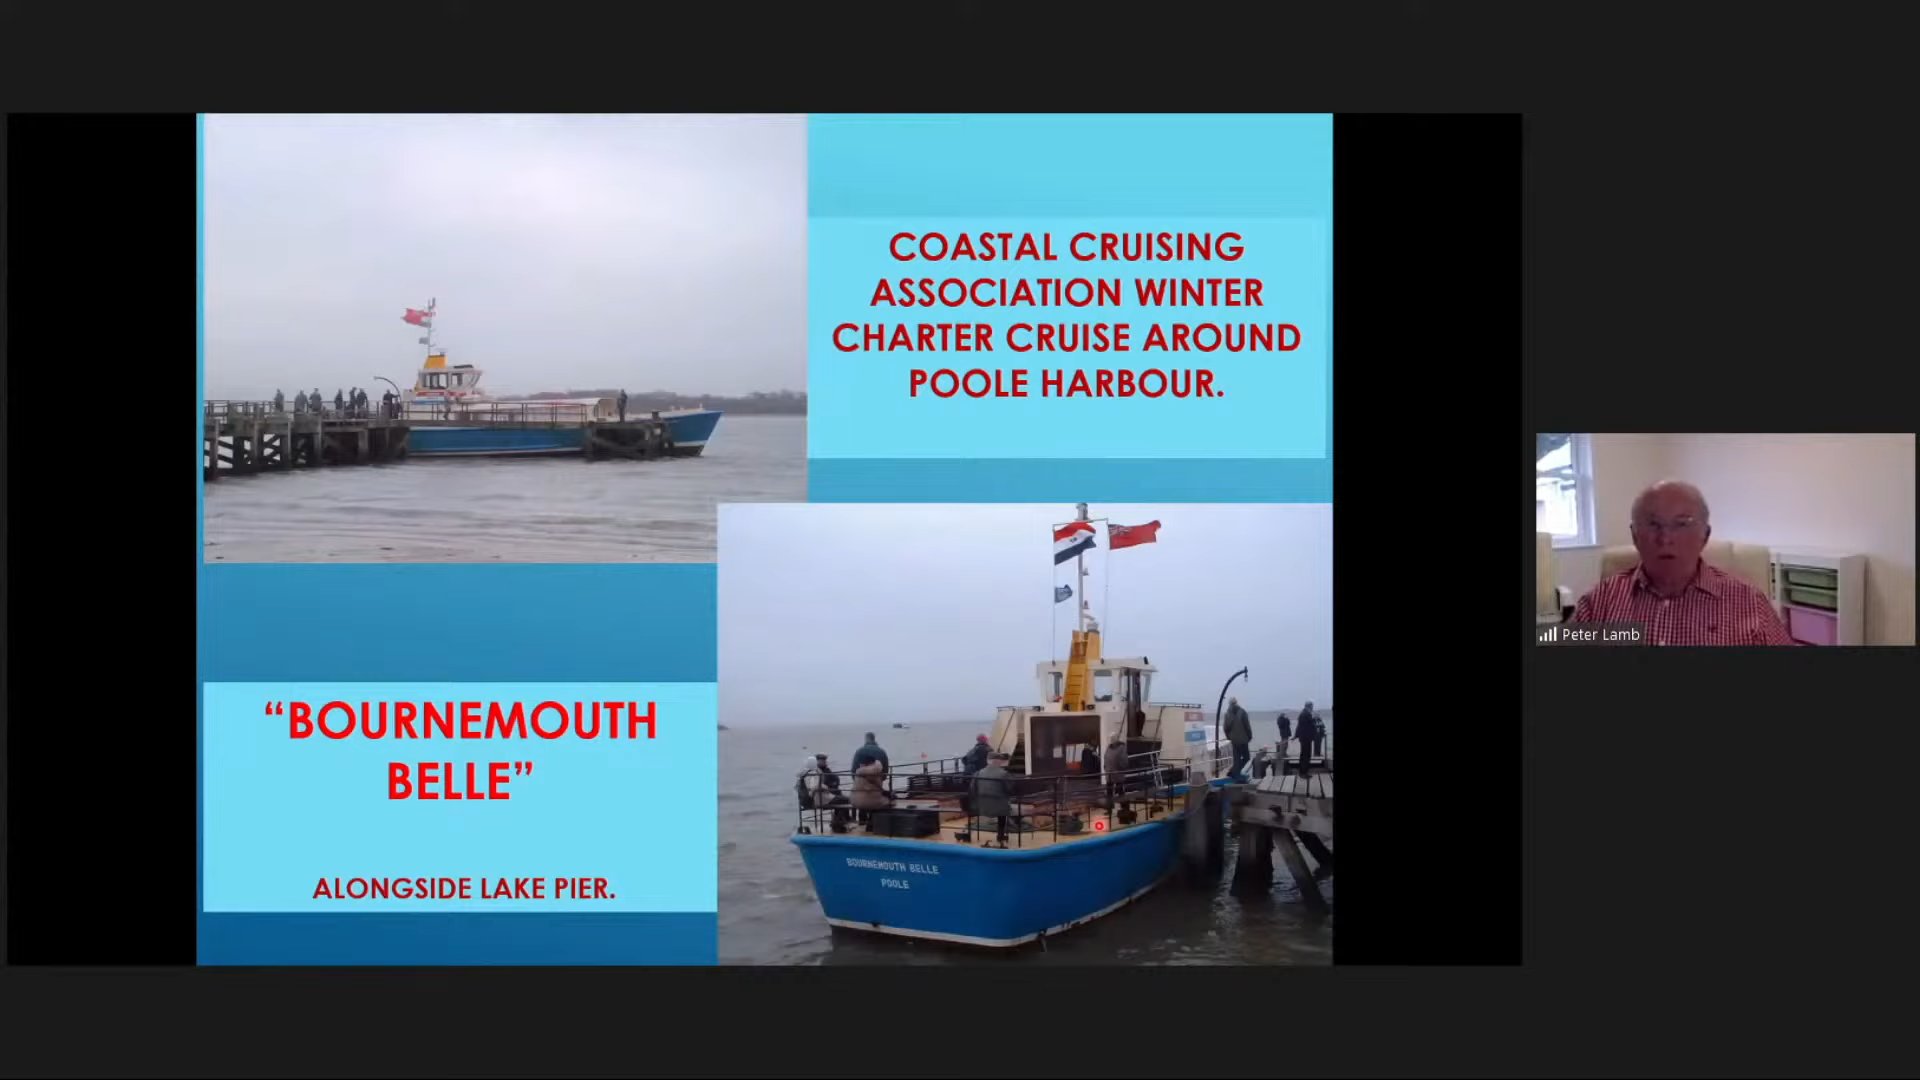 COASTAL CRUISING
ASSOCIATION WINTER
CHARTER CRUISE AROUND
POOLE HARBOUR.
“BOURNEMOUTH
BELLE”
ALONGSIDE LAKE PIER.
BOURNEMOUTH BELLE
POOLE
Peter Lamb